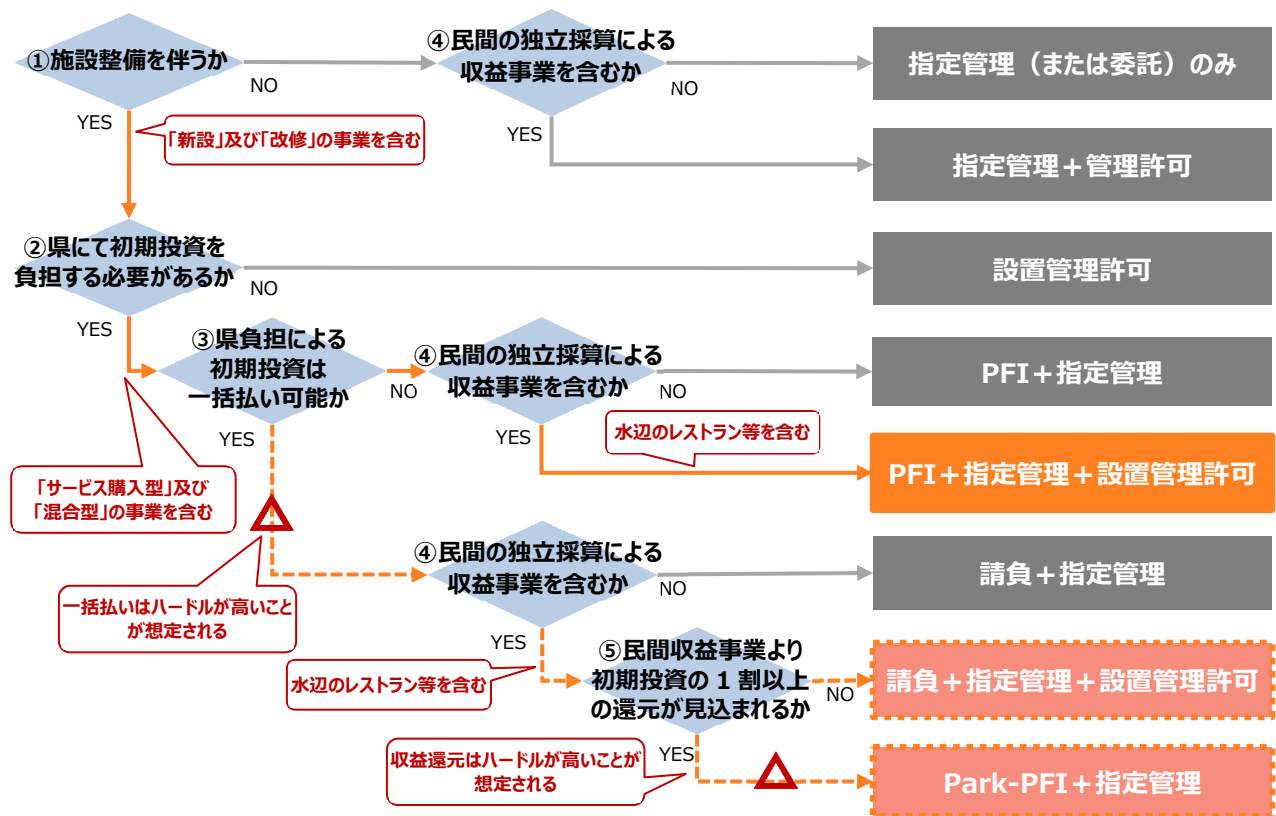 ①施設整備を伴うか
NO
YES
「新設」及び「改修」の事業を含む
④民間の独立採算による
収益事業を含むか
NO
YES
指定管理（または委託）のみ
指定管理＋管理許可
②県にて初期投資を
負担する必要があるか
NO
YES
設置管理許可
③県負担による
初期投資は
一括払い可能か
NO
YES
④民間の独立採算による
収益事業を含むか
NO
YES
水辺のレストラン等を含む
PFI＋指定管理
PFI＋指定管理＋設置管理許可
「サービス購入型」及び
「混合型」の事業を含む
一括払いはハードルが高いこと
が想定される
④民間の独立採算による
収益事業を含むか
NO
YES
請負＋指定管理
水辺のレストラン等を含む
⑤民間収益事業より
初期投資の 1 割以上
の還元が見込まれるか
NO
YES
請負＋指定管理＋設置管理許可
収益還元はハードルが高いことが
想定される
Park-PFI＋指定管理